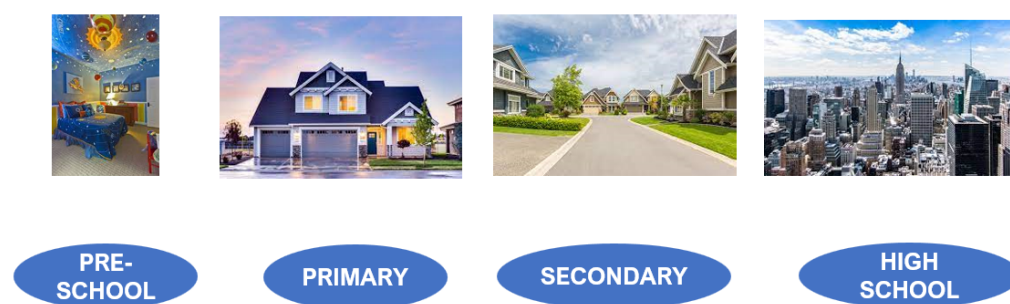 PRE-
SCHOOL
PRIMARY
SECONDARY
HIGH
SCHOOL